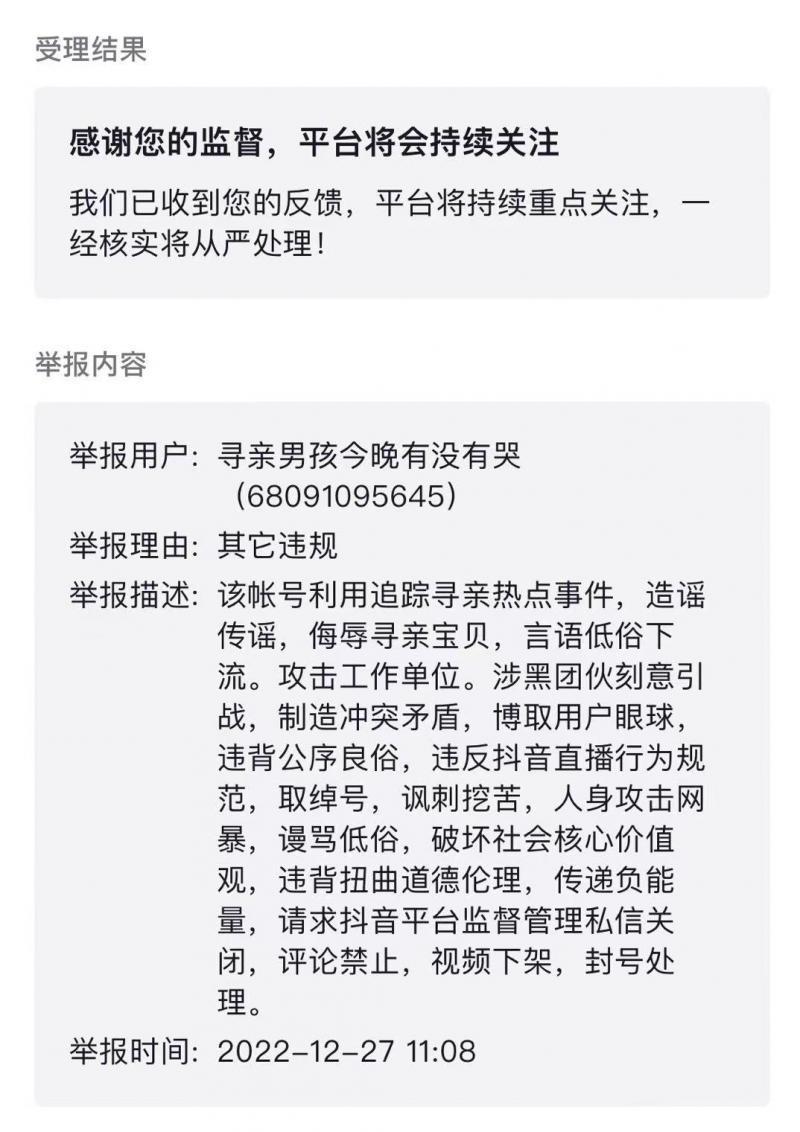 受理结果
感谢您的监督，平台将会持续关注
我们已收到您的反馈，平台将持续重点关注，一
经核实将从严处理！
举报内容
举报用户：寻亲男孩今晚有没有哭
（68091095645）
举报理由：其它违规
举报描述：该帐号利用追踪寻亲热点事件，造谣
传谣，侮辱寻亲宝贝，言语低俗下
流。攻击工作单位。涉黑团伙刻意引
战，制造冲突矛盾，博取用户眼球，
违背公序良俗，违反抖音直播行为规
范，取绰号，讽刺挖苦，人身攻击网
暴，谩骂低俗，破坏社会核心价值
观，违背扭曲道德伦理，传递负能
量，请求抖音平台监督管理私信关
闭，评论禁止，视频下架，封号处
理。
举报时间：2022-12-27 11:08